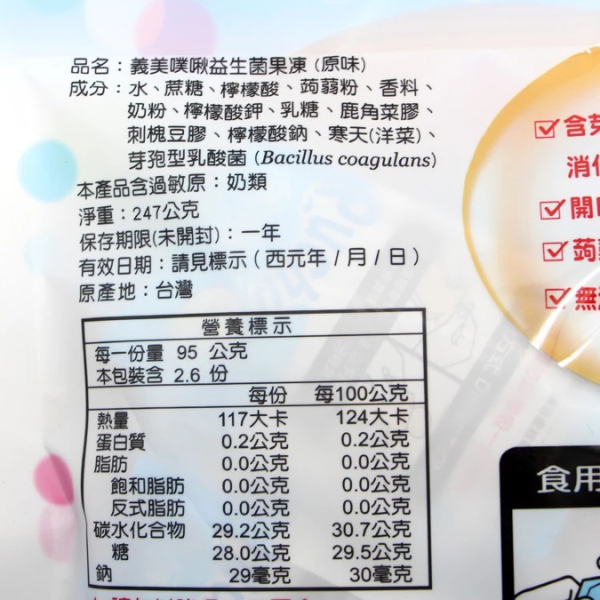 品名：義美噗啾益生菌果凍 (原味)
成分：水、蔗糖、檸檬酸、蒟蒻粉、香料、
奶粉、檸檬酸鉀、乳糖、鹿角菜膠、
刺槐豆膠、檸檬酸鈉、寒天(洋菜)、
芽孢型乳酸菌 (Bacillus coagulans)
本產品含過敏原：奶類
淨重：247公克
保存期限(未開封)：一年
有效日期：請見標示 ( 西元年 / 月 / 日 )
原產地：台灣
營養標示
每一份量 95 公克
本包裝含 2.6 份
每份 每100公克
熱量 117大卡 124大卡
蛋白質 0.2公克 0.2公克
脂肪 0.0公克 0.0公克
飽和脂肪 0.0公克 0.0公克
反式脂肪 0.0公克 0.0公克
碳水化合物 29.2公克 30.7公克
糖 28.0公克 29.5公克
鈉 29毫克 30毫克
含芽
消化
開
蒟
無
食用